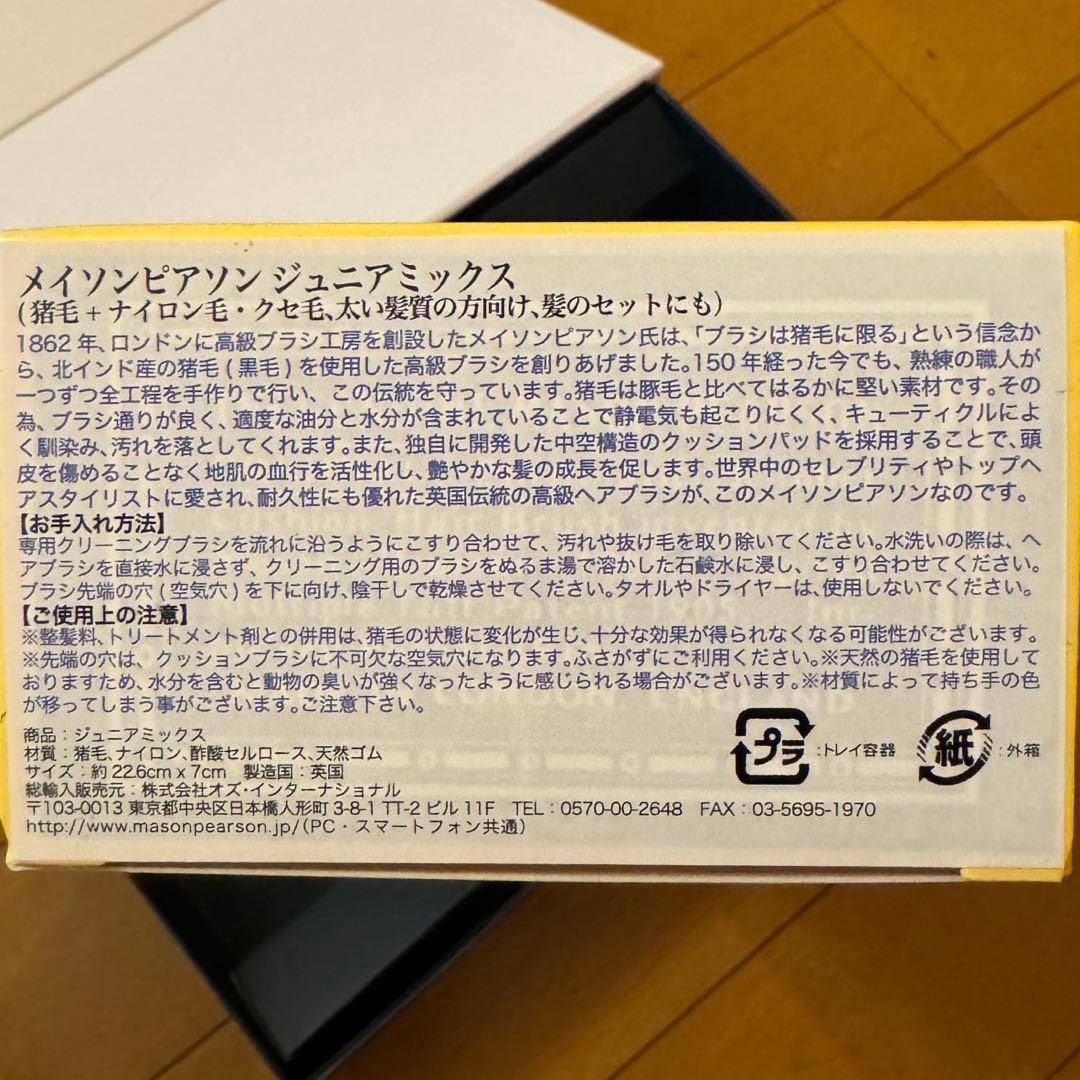 メイソンピアソン ジュニアミックス
(猪毛＋ナイロン毛・クセ毛、太い髪質の方向け、髪のセットにも)
1862 年、ロンドンに高級ブラシ工房を創設したメイソンピアソン氏は、「ブラシは猪毛に限る」という信念か
ら、北インド産の猪毛(黒毛)を使用した高級ブラシを創りあげました。150 年経った今でも、熟練の職人が
一つずつ全工程を手作りで行い、この伝統を守っています。猪毛は豚毛と比べてはるかに堅い素材です。その
為、ブラシ通りが良く、適度な油分と水分が含まれていることで静電気も起こりにくく、キューティクルによ
く馴染み、汚れを落としてくれます。また、独自に開発した中空構造のクッションパッドを採用することで、頭
皮を傷めることなく地肌の血行を活性化し、艶やかな髪の成長を促します。世界中のセレブリティやトップヘ
アスタイリストに愛され、耐久性にも優れた英国伝統の高級ヘアブラシが、このメイソンピアソンなのです。
【お手入れ方法】
専用クリーニングブラシを流れに沿うようにこすり合わせて、汚れや抜け毛を取り除いてください。水洗いの際は、ヘ
アブラシを直接水に浸さず、クリーニング用のブラシをぬるま湯で溶かした石鹸水に浸し、こすり合わせてください。
ブラシ先端の穴(空気穴)を下に向け、陰干しで乾燥させてください。タオルやドライヤーは、使用しないでください。
【ご使用上の注意】
※整髪料、トリートメント剤との併用は、猪毛の状態に変化が生じ、十分な効果が得られなくなる可能性がございます。
※先端の穴は、クッションブラシに不可欠な空気穴になります。ふさがずにご利用ください。※天然の猪毛を使用して
おりますため、水分を含むと動物の臭いが強くなったように感じられる場合がございます。※材質によって持ち手の色
が移ってしまう事がございます。ご注意下さい。
商品：ジュニアミックス
材質：猪毛、ナイロン、酢酸セルロース、天然ゴム
サイズ：約 22.6cm x 7cm　製造国：英国
総輸入販売元：株式会社オズ・インターナショナル
〒103-0013 東京都中央区日本橋人形町 3-8-1 TT-2 ビル 11F　TEL：0570-00-2648　FAX：03-5695-1970
http://www.masonpearson.jp/(PC・スマートフォン共通)
プラ：トレイ容器
紙：外箱